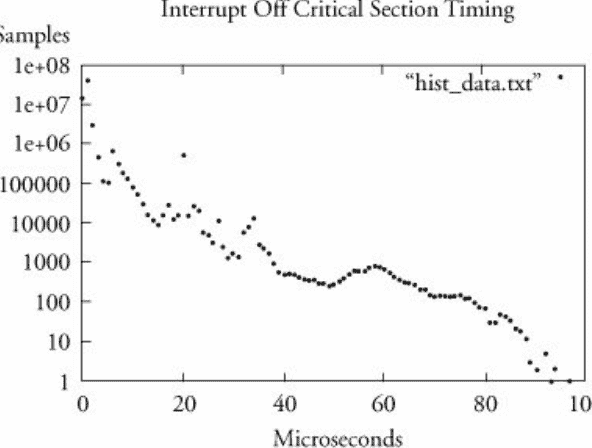 Interrupt Off Critical Section Timing
Samples
1e+08
"hist_data.txt"
1e+07
1e+06
100000
10000
1000
100
10
1
0 20 40 60 80 10
Microseconds